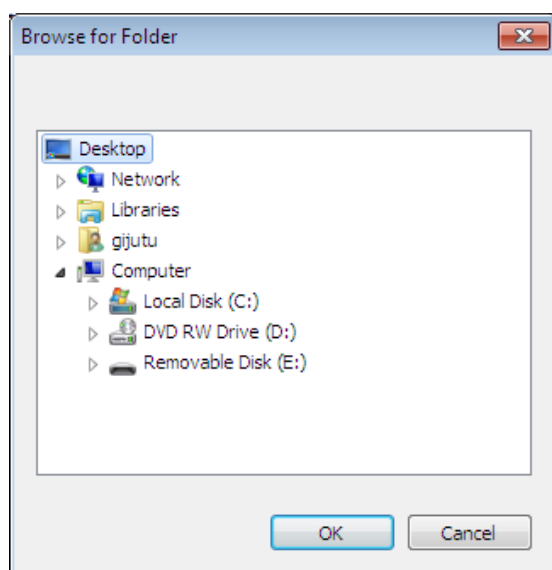 Browse for Folder
Desktop
Network
Libraries
gijutu
Computer
Local Disk (C:)
DVD RW Drive (D:)
Removable Disk (E:)
OK
Cancel